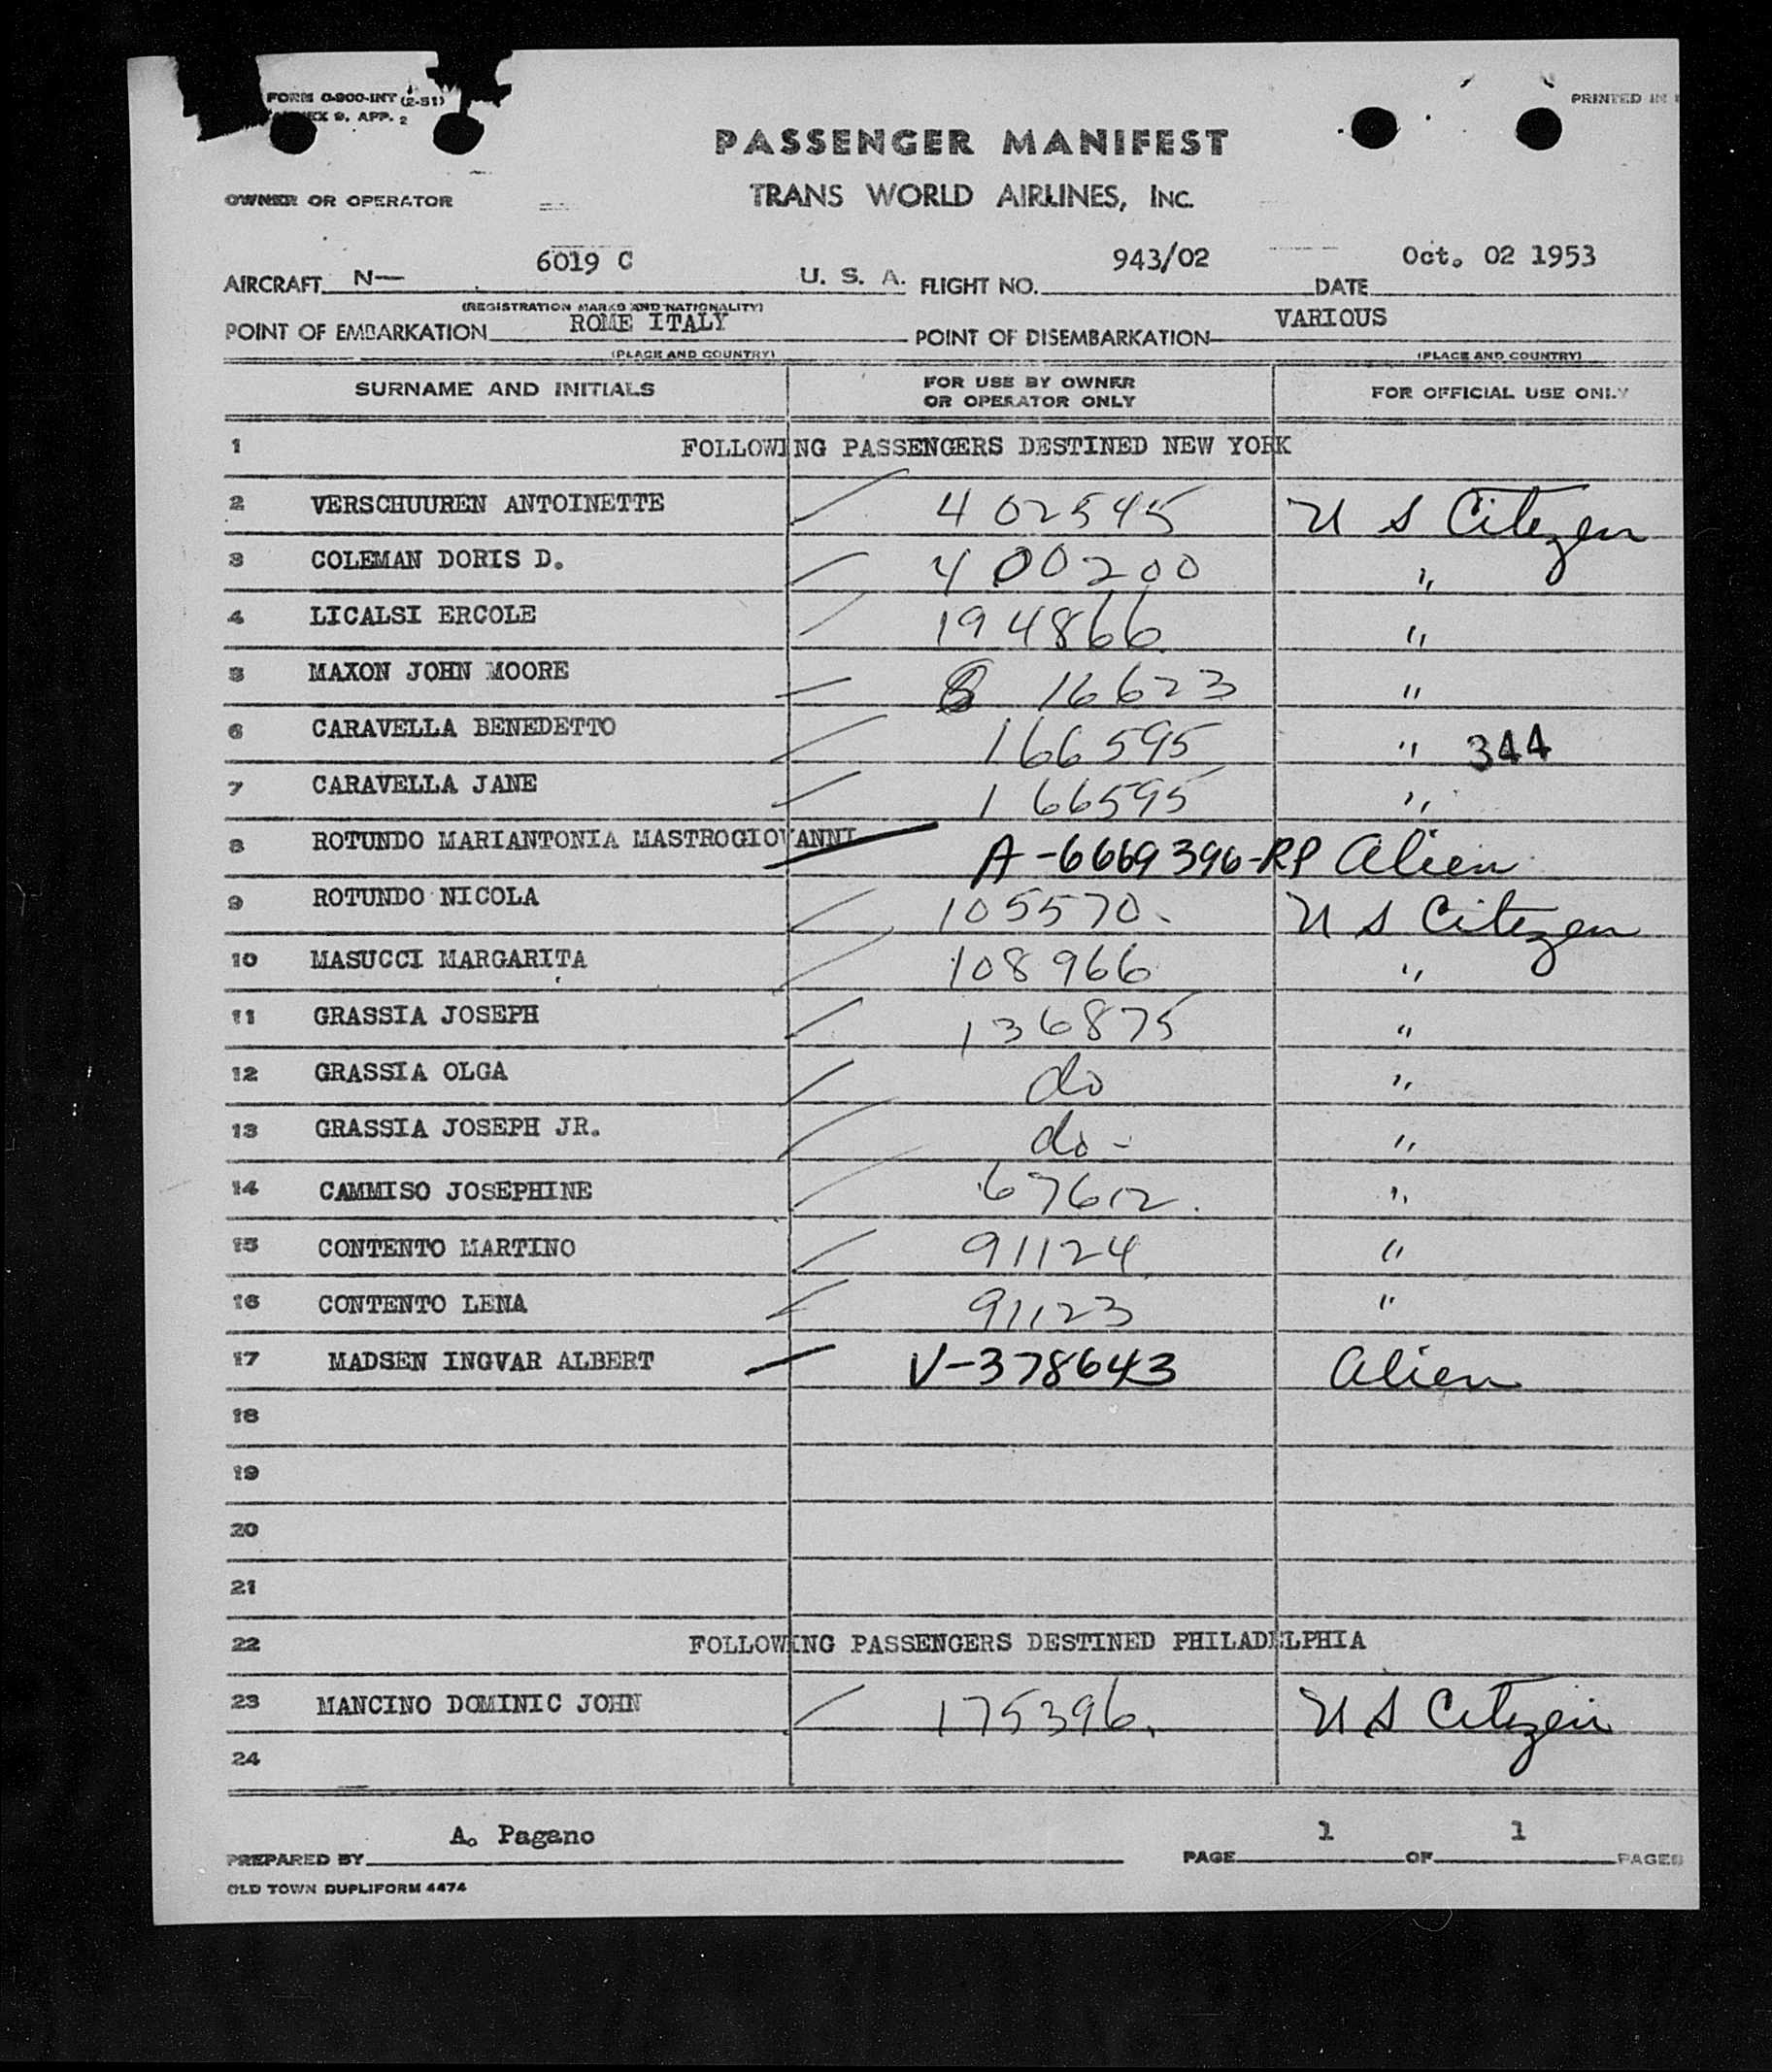 FORM 0-900-INT (2-51)
EX 9. APP. 2
PRINTED IN
PASSENGER MANIFEST
OWNER OR OPERATOR TRANS WORLD AIRLINES, INC.
AIRCRAFT N— 6019 C U. S. A. FLIGHT NO. 943/02 DATE Oct. 02 1953
(REGISTRATION MARKS AND NATIONALITY)
POINT OF EMBARKATION ROME ITALY POINT OF DISEMBARKATION VARIOUS
(PLACE AND COUNTRY) (PLACE AND COUNTRY)
SURNAME AND INITIALS FOR USE BY OWNER OR OPERATOR ONLY FOR OFFICIAL USE ONLY
1 FOLLOWING PASSENGERS DESTINED NEW YORK
2 VERSCHUUREN ANTOINETTE 402545 U S Citizen
3 COLEMAN DORIS D. 400200 "
4 LICALSI ERCOLE 194866 "
5 MAXON JOHN MOORE 16623 "
6 CARAVELLA BENEDETTO 166595 " 344
7 CARAVELLA JANE 166595 "
8 ROTUNDO MARIANTONIA MASTROGIOVANNI A-6669396-RP Alien
9 ROTUNDO NICOLA 105570 U S Citizen
10 MASUCCI MARGARITA 108966 "
11 GRASSIA JOSEPH 136875 "
12 GRASSIA OLGA do "
13 GRASSIA JOSEPH JR. do - "
14 CAMMISO JOSEPHINE 67612. "
15 CONTENTO MARTINO 91124 "
16 CONTENTO LENA 91123 "
17 MADSEN INGVAR ALBERT V-378643 Alien
18
19
20
21
22 FOLLOWING PASSENGERS DESTINED PHILADELPHIA
23 MANCINO DOMINIC JOHN 175396. U S Citizen
24
PREPARED BY A. Pagano PAGE 1 OF 1 PAGES
OLD TOWN DUPLIFORM 4474